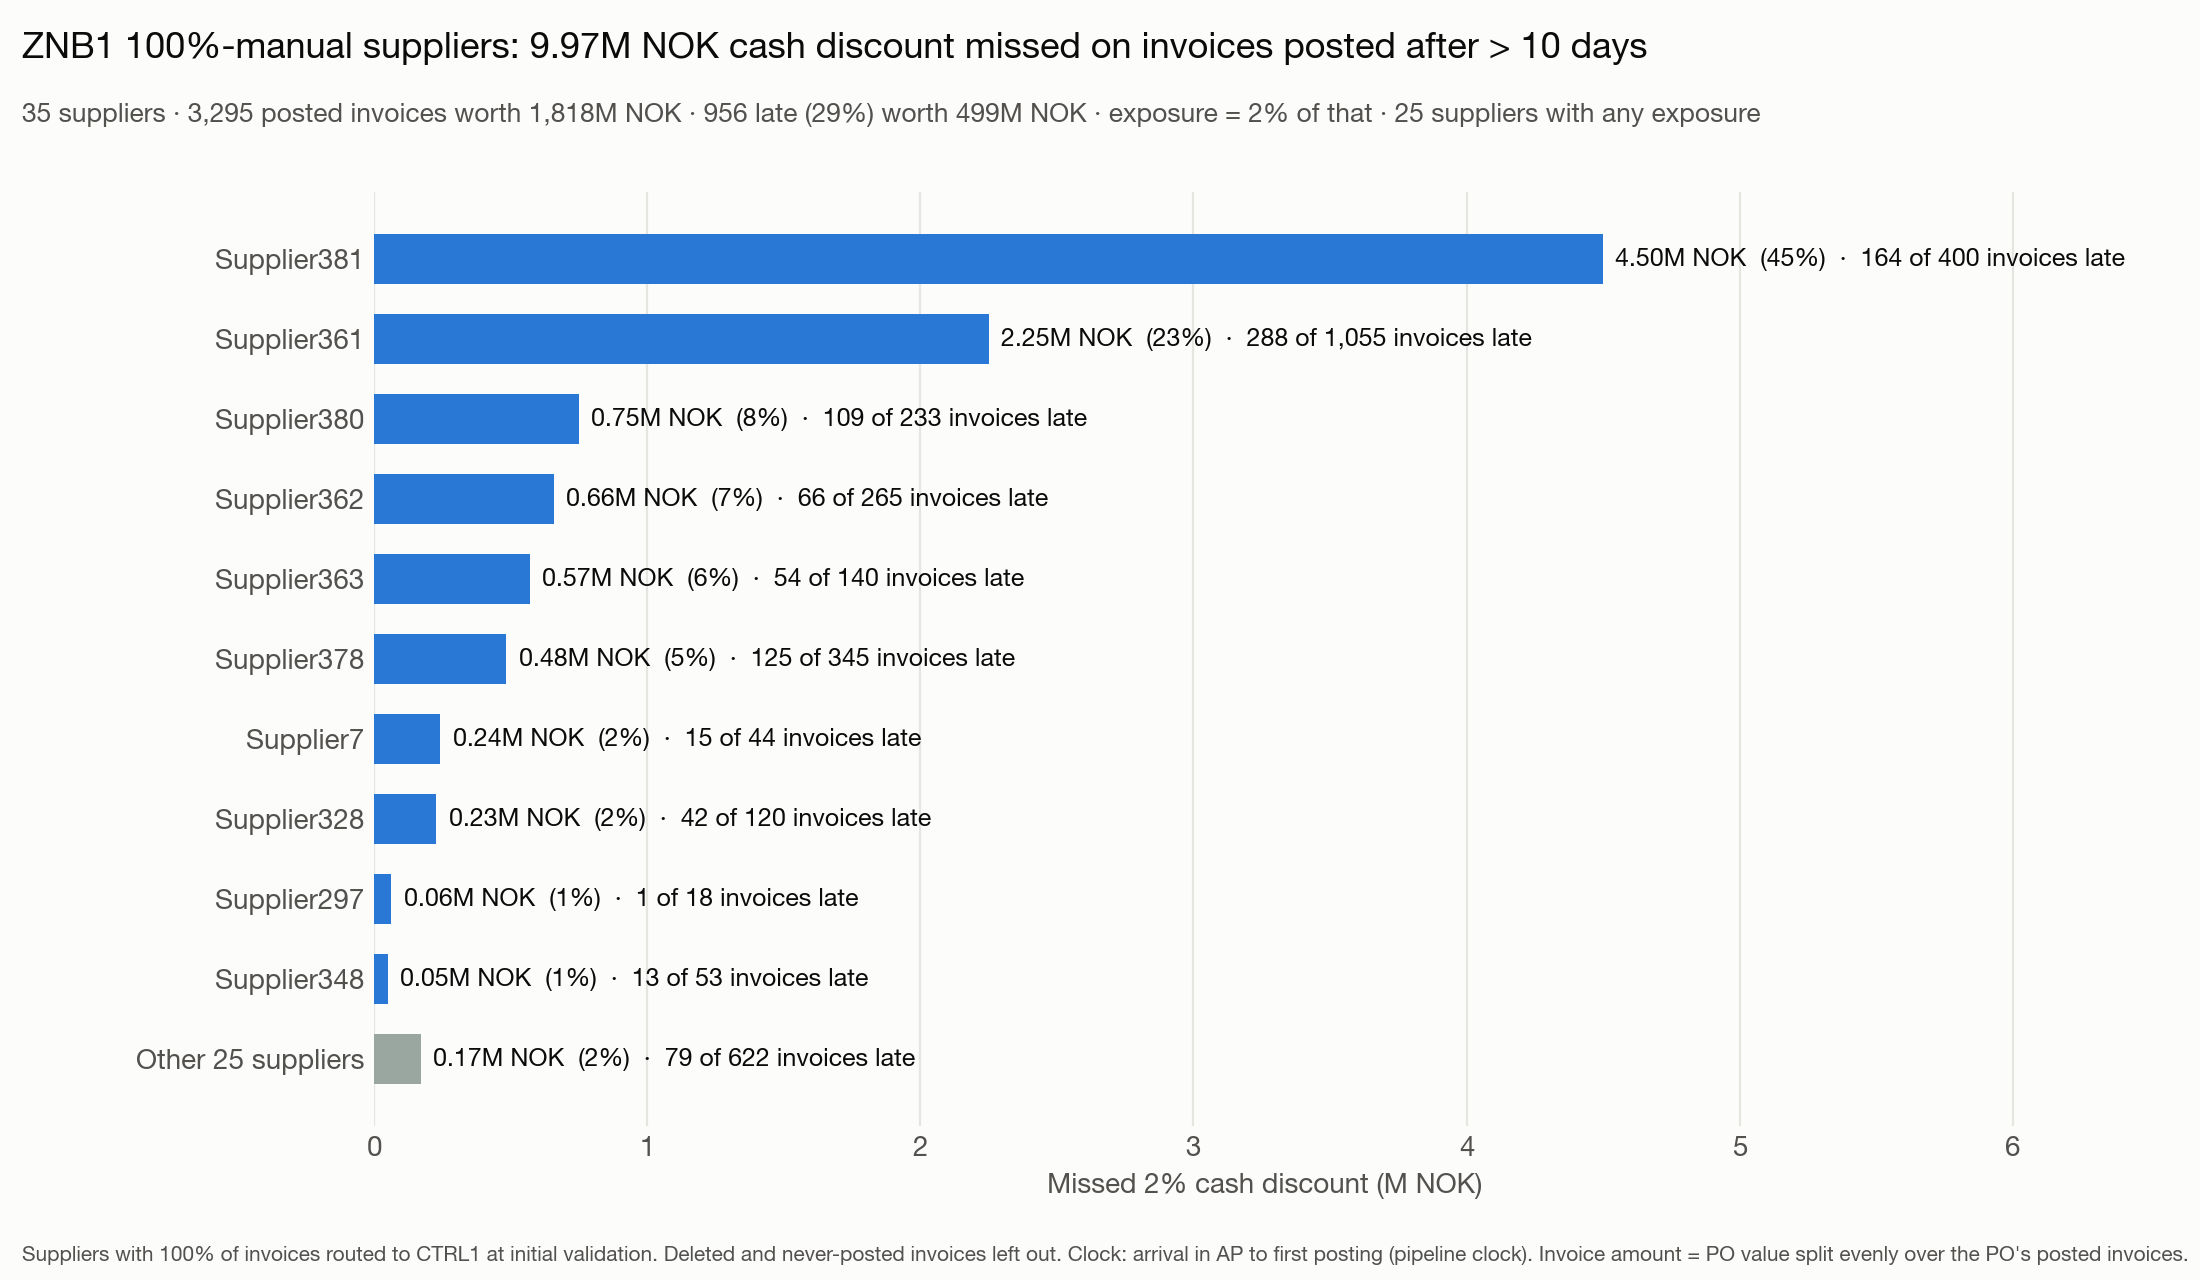 ZNB1 100%-manual suppliers: 9.97M NOK cash discount missed on invoices posted after > 10 days
35 suppliers · 3,295 posted invoices worth 1,818M NOK · 956 late (29%) worth 499M NOK · exposure = 2% of that · 25 suppliers with any exposure
Supplier381 4.50M NOK (45%) · 164 of 400 invoices late
Supplier361 2.25M NOK (23%) · 288 of 1,055 invoices late
Supplier380 0.75M NOK (8%) · 109 of 233 invoices late
Supplier362 0.66M NOK (7%) · 66 of 265 invoices late
Supplier363 0.57M NOK (6%) · 54 of 140 invoices late
Supplier378 0.48M NOK (5%) · 125 of 345 invoices late
Supplier7 0.24M NOK (2%) · 15 of 44 invoices late
Supplier328 0.23M NOK (2%) · 42 of 120 invoices late
Supplier297 0.06M NOK (1%) · 1 of 18 invoices late
Supplier348 0.05M NOK (1%) · 13 of 53 invoices late
Other 25 suppliers 0.17M NOK (2%) · 79 of 622 invoices late
0 1 2 3 4 5 6
Missed 2% cash discount (M NOK)
Suppliers with 100% of invoices routed to CTRL1 at initial validation. Deleted and never-posted invoices left out. Clock: arrival in AP to first posting (pipeline clock). Invoice amount = PO value split evenly over the PO's posted invoices.